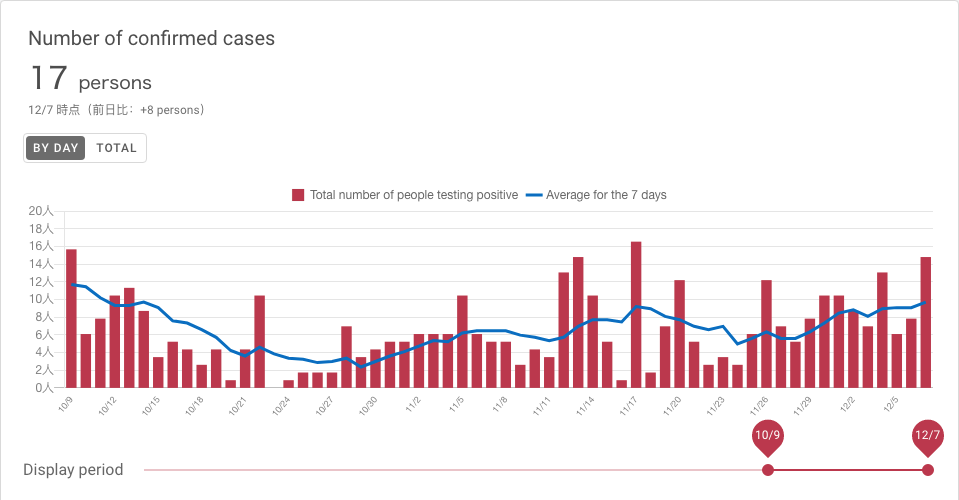 Number of confirmed cases
17 persons
12/7 時点（前日比： +8 persons）
BY DAY TOTAL
Total number of people testing positive Average for the 7 days
20人
18人
16人
14人
12人
10人
8人
6人
4人
2人
0人
10/9 10/12 10/15 10/18 10/21 10/24 10/27 10/30 11/2 11/5 11/8 11/11 11/14 11/17 11/20 11/23 11/26 11/29 12/2 12/5
10/9 12/7
Display period